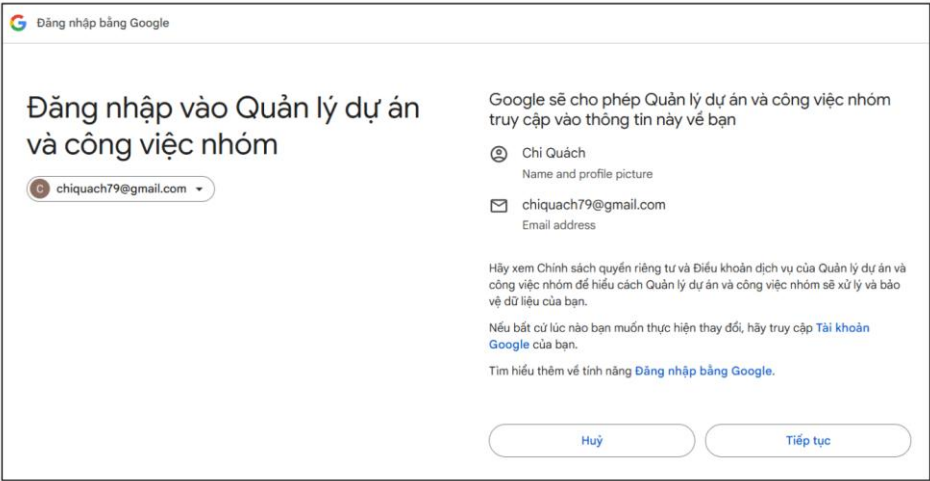 Đăng nhập bằng Google
Đăng nhập vào Quản lý dự án
và công việc nhóm
C chiquach79@gmail.com
Google sẽ cho phép Quản lý dự án và công việc nhóm
truy cập vào thông tin này về bạn
Chi Quách
Name and profile picture
chiquach79@gmail.com
Email address
Hãy xem Chính sách quyền riêng tư và Điều khoản dịch vụ của Quản lý dự án và
công việc nhóm để hiểu cách Quản lý dự án và công việc nhóm sẽ xử lý và bảo
vệ dữ liệu của bạn.
Nếu bất cứ lúc nào bạn muốn thực hiện thay đổi, hãy truy cập Tài khoản
Google của bạn.
Tìm hiểu thêm về tính năng Đăng nhập bằng Google.
Huỷ
Tiếp tục